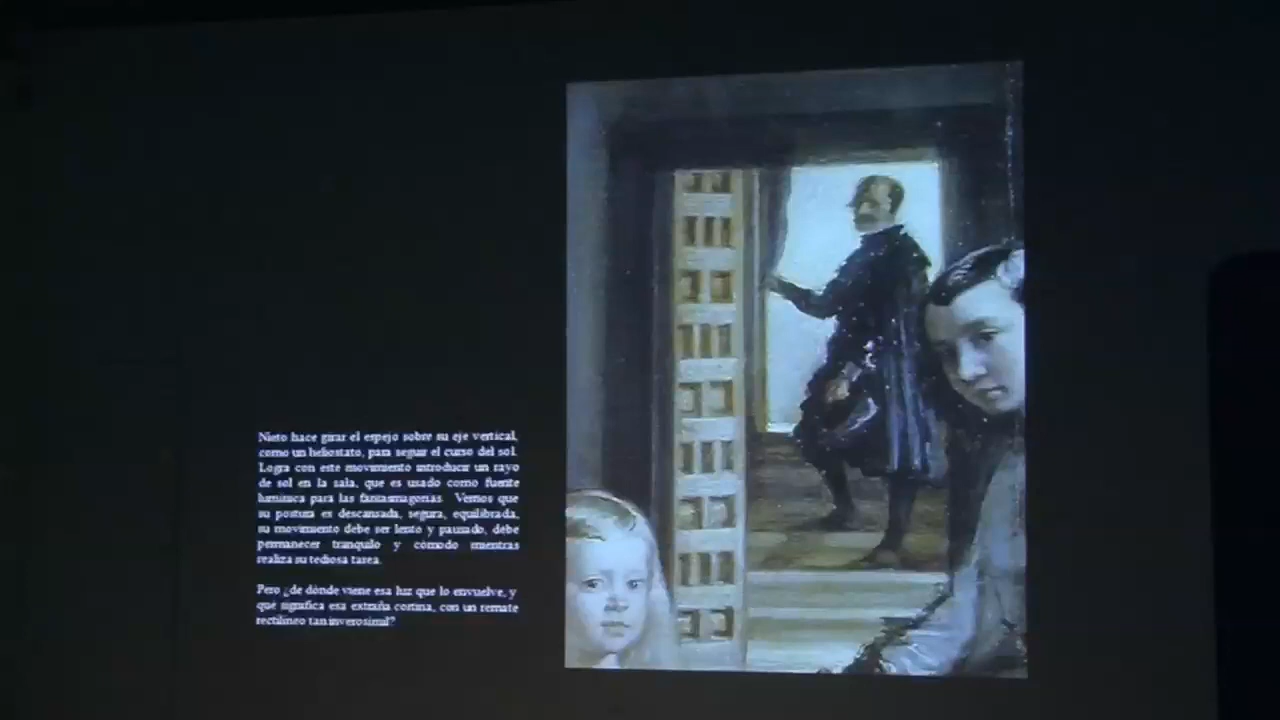 Nieto hace girar el espejo sobre su eje vertical,
como un heliostato, para seguir el curso del sol.
Logra con este movimiento introducir un rayo
de sol en la sala, que es usado como fuente
lumínica para las fantasmagorías. Vemos que
su postura es descansada, segura, equilibrada,
su movimiento debe ser lento y pausado, debe
permanecer tranquilo y cómodo mientras
realiza su tediosa tarea.
Pero ¿de dónde viene esa luz que lo envuelve, y
qué significa esa extraña cortina, con un remate
rectilíneo tan inverosímil?